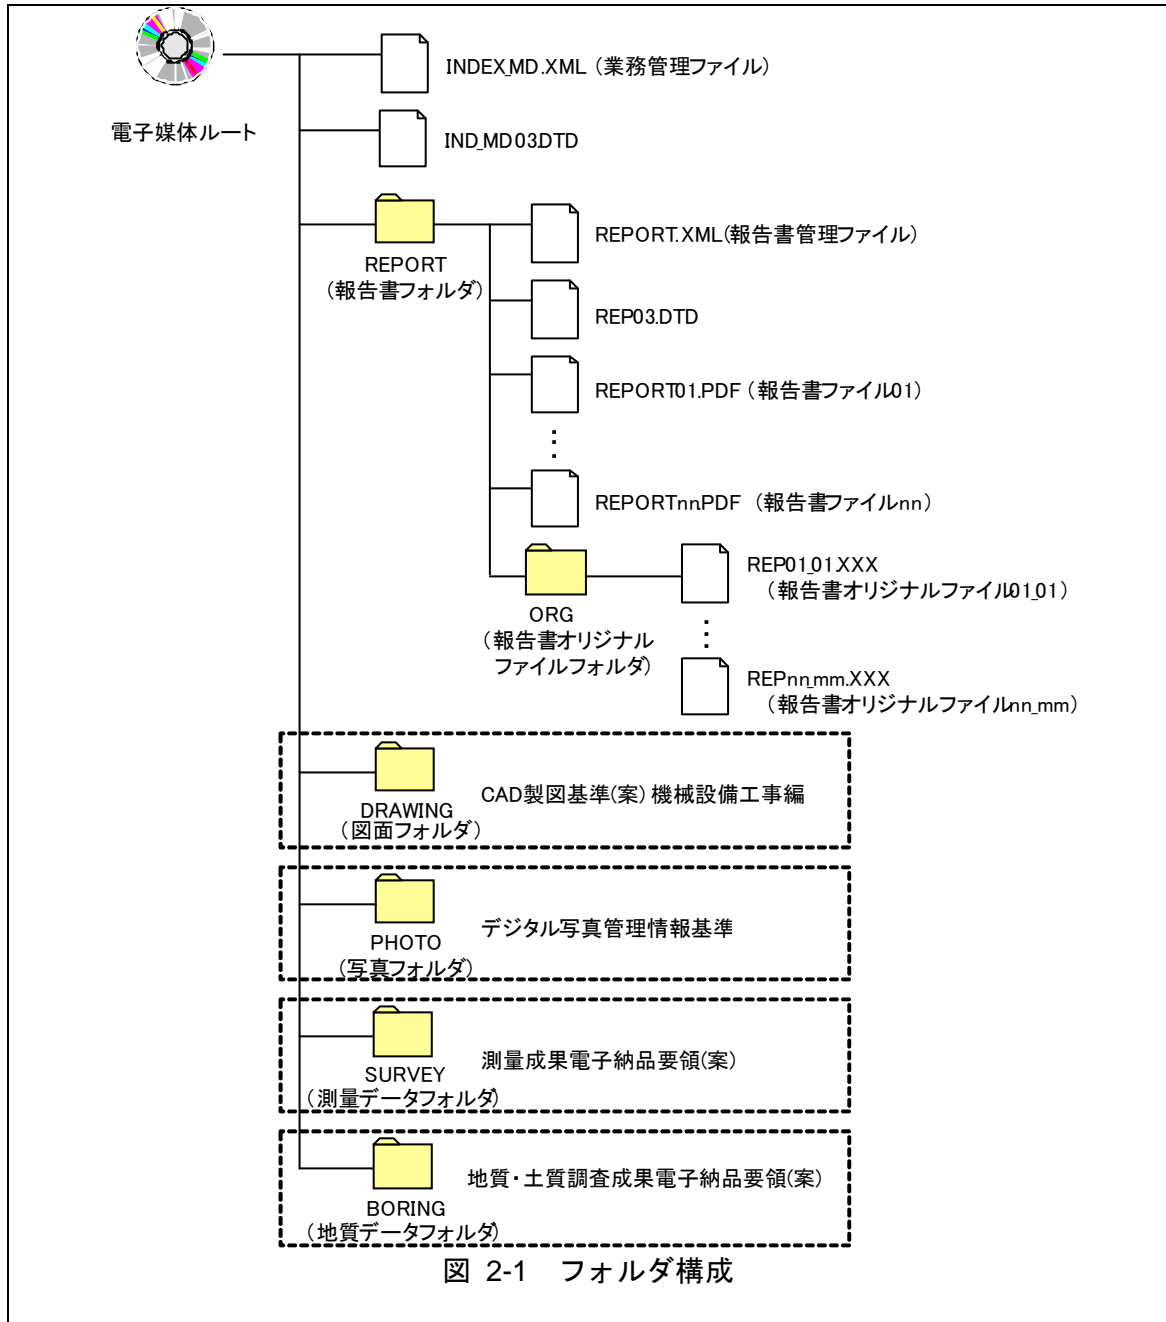 電子媒体ルート
INDEX_MD.XML（業務管理ファイル）
IND_MD03.DTD
REPORT
（報告書フォルダ）
REPORT.XML(報告書管理ファイル）
REP03.DTD
REPORT01.PDF（報告書ファイル01）
⋮
REPORTnn.PDF（報告書ファイルnn）
ORG
（報告書オリジナル
ファイルフォルダ）
REP01_01.XXX
（報告書オリジナルファイル01_01）
⋮
REPnn_mm.XXX
（報告書オリジナルファイルnn_mm）
DRAWING
（図面フォルダ）
CAD製図基準(案) 機械設備工事編
PHOTO
（写真フォルダ）
デジタル写真管理情報基準
SURVEY
（測量データフォルダ）
測量成果電子納品要領(案)
BORING
（地質データフォルダ）
地質・土質調査成果電子納品要領(案)
図 2-1　フォルダ構成